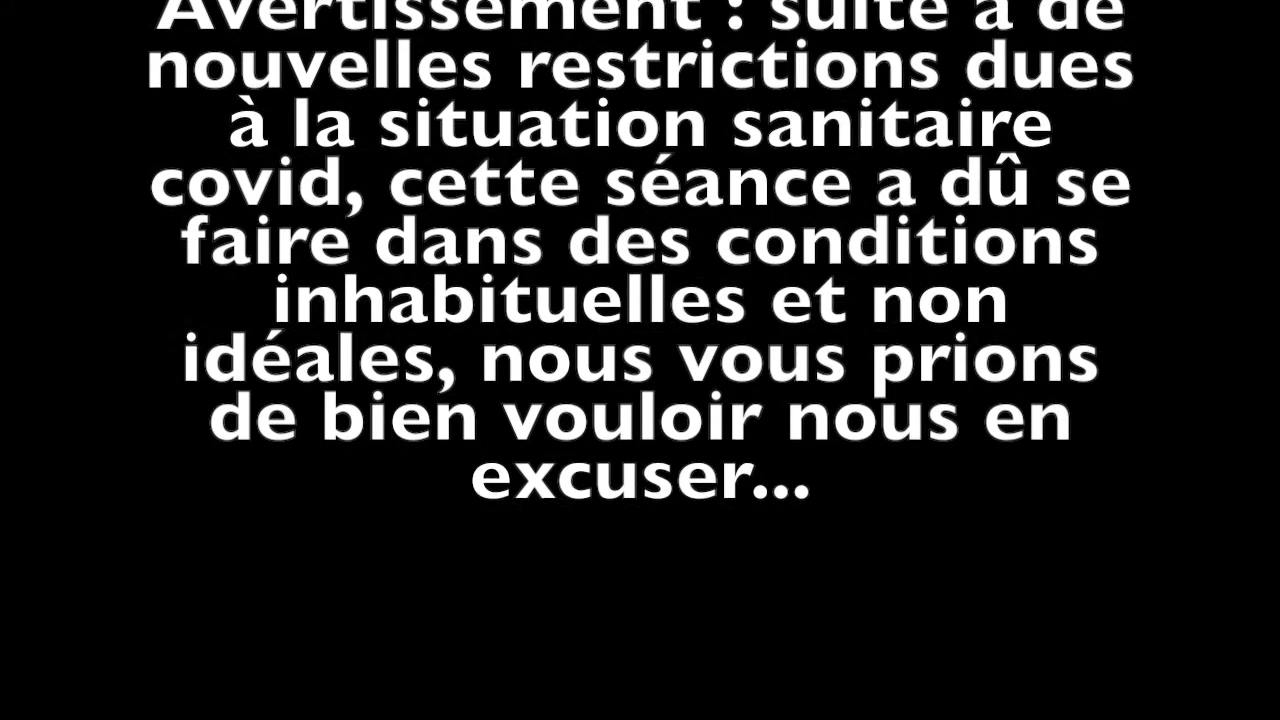 Avertissement : suite à de
nouvelles restrictions dues
à la situation sanitaire
covid, cette séance a dû se
faire dans des conditions
inhabituelles et non
idéales, nous vous prions
de bien vouloir nous en
excuser...